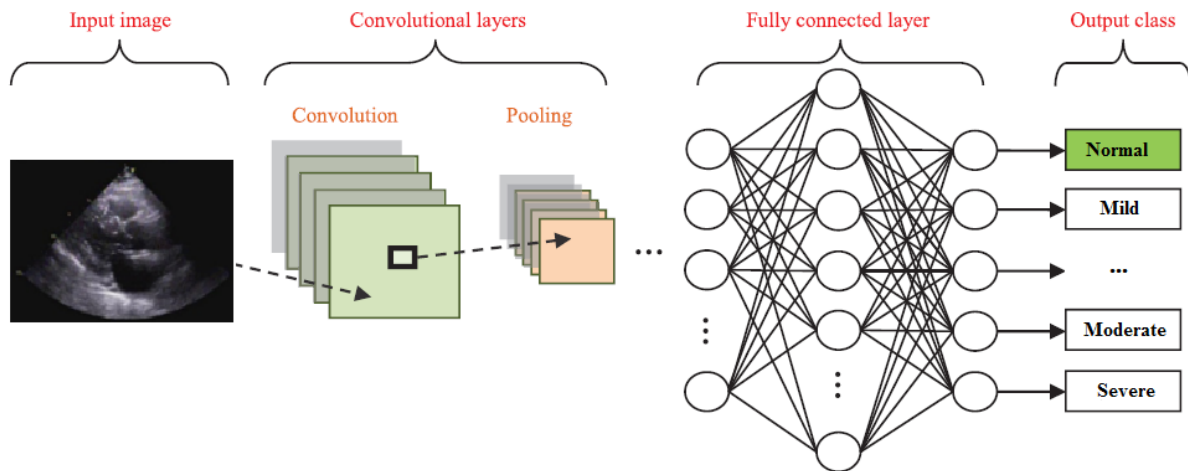 Input image
Convolutional layers
Fully connected layer
Output class
Convolution
Pooling
...
Normal
Mild
...
Moderate
Severe